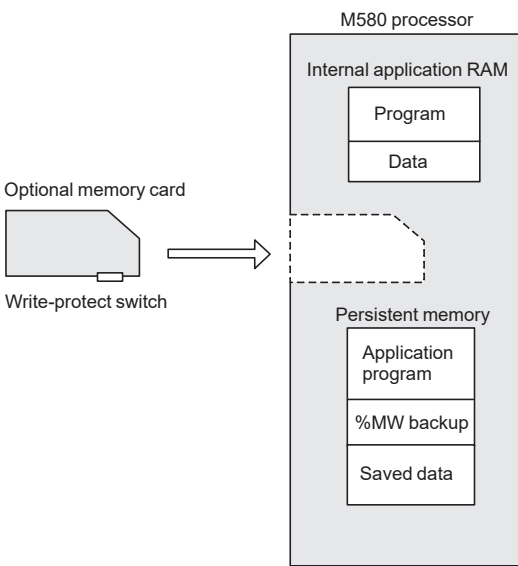 M580 processor
Internal application RAM
Program
Data
Optional memory card
Write-protect switch
Persistent memory
Application
program
%MW backup
Saved data